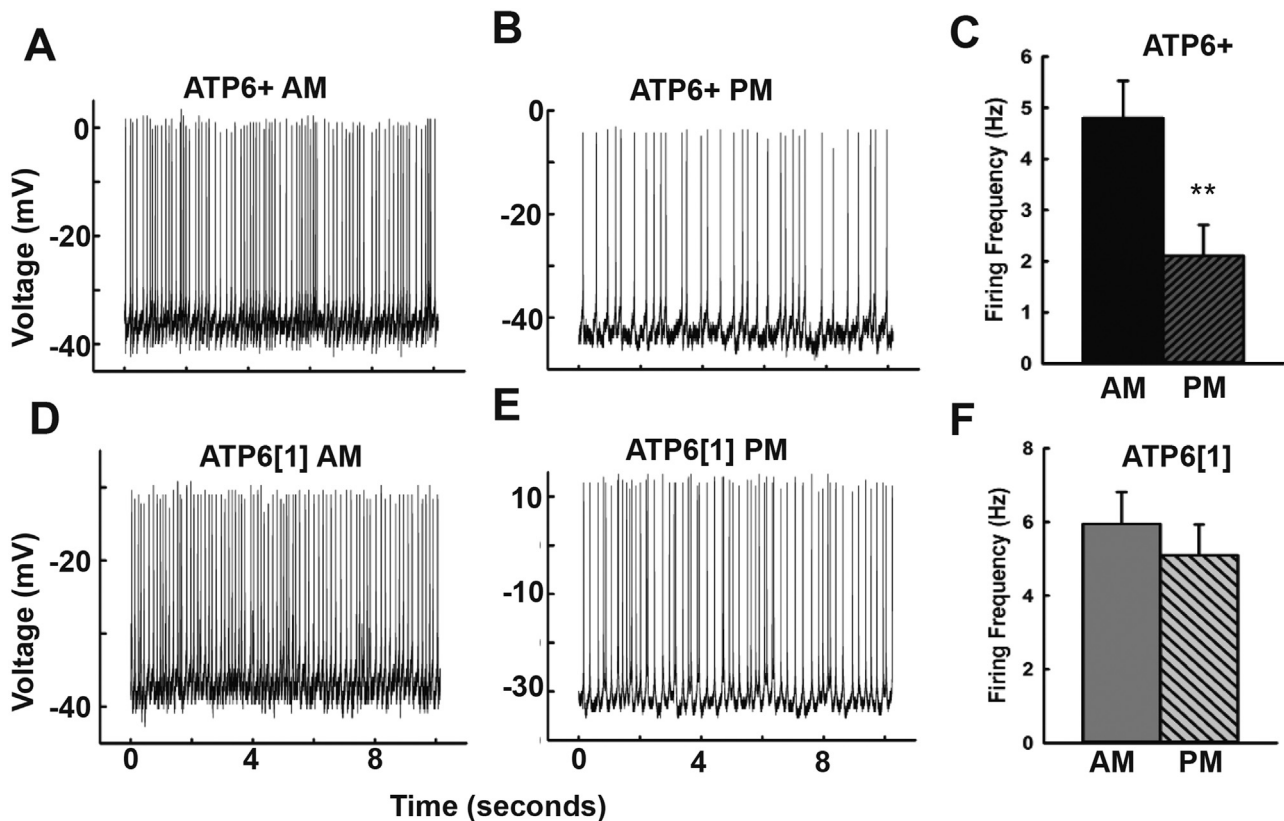 A
ATP6+ AM
Voltage (mV)
0
-20
-40
B
ATP6+ PM
0
-20
-40
C
ATP6+
Firing Frequency (Hz)
6
5
4
3
2
1
0
**
AM PM
D
ATP6[1] AM
Voltage (mV)
-20
-40
0 4 8
E
ATP6[1] PM
10
-10
-30
0 4 8
Time (seconds)
F
ATP6[1]
Firing Frequency (Hz)
8
6
6
2
0
AM PM